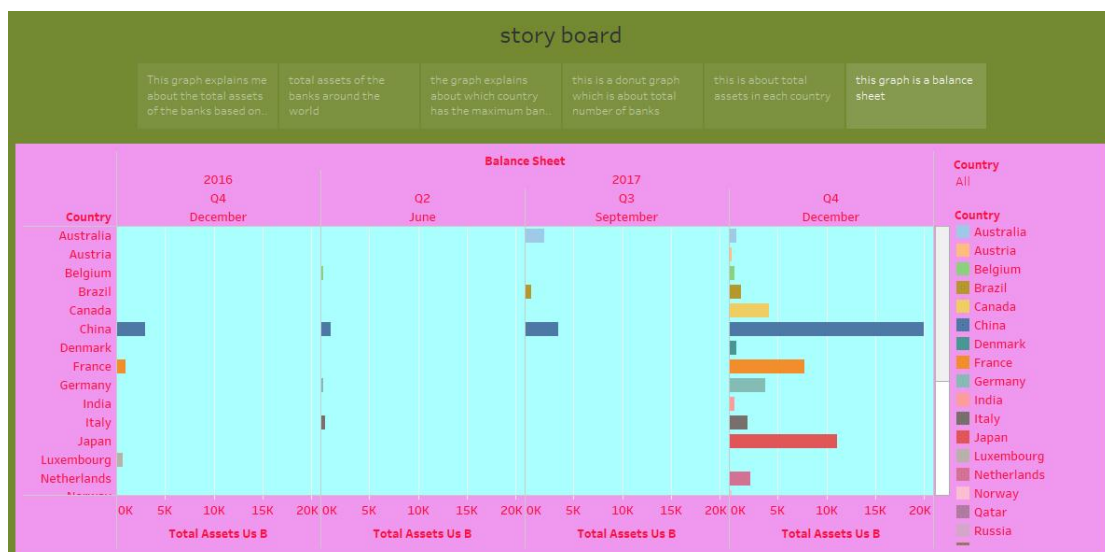 story board
This graph explains me
about the total assets
of the banks based on..
total assets of the
banks around the
world
the graph explains
about which country
has the maximum ban..
this is a donut graph
which is about total
number of banks
this is about total
assets in each country
this graph is a balance
sheet
Balance Sheet
2016
2017
Q4
Q2
Q3
Q4
Country
December
June
September
December
Australia
Austria
Belgium
Brazil
Canada
China
Denmark
France
Germany
India
Italy
Japan
Luxembourg
Netherlands
Norway
0K 5K 10K 15K 20K
0K 5K 10K 15K 20K
0K 5K 10K 15K 20K
0K 5K 10K 15K 20K
Total Assets Us B
Total Assets Us B
Total Assets Us B
Total Assets Us B
Country
All
Country
Australia
Austria
Belgium
Brazil
Canada
China
Denmark
France
Germany
India
Italy
Japan
Luxembourg
Netherlands
Norway
Qatar
Russia